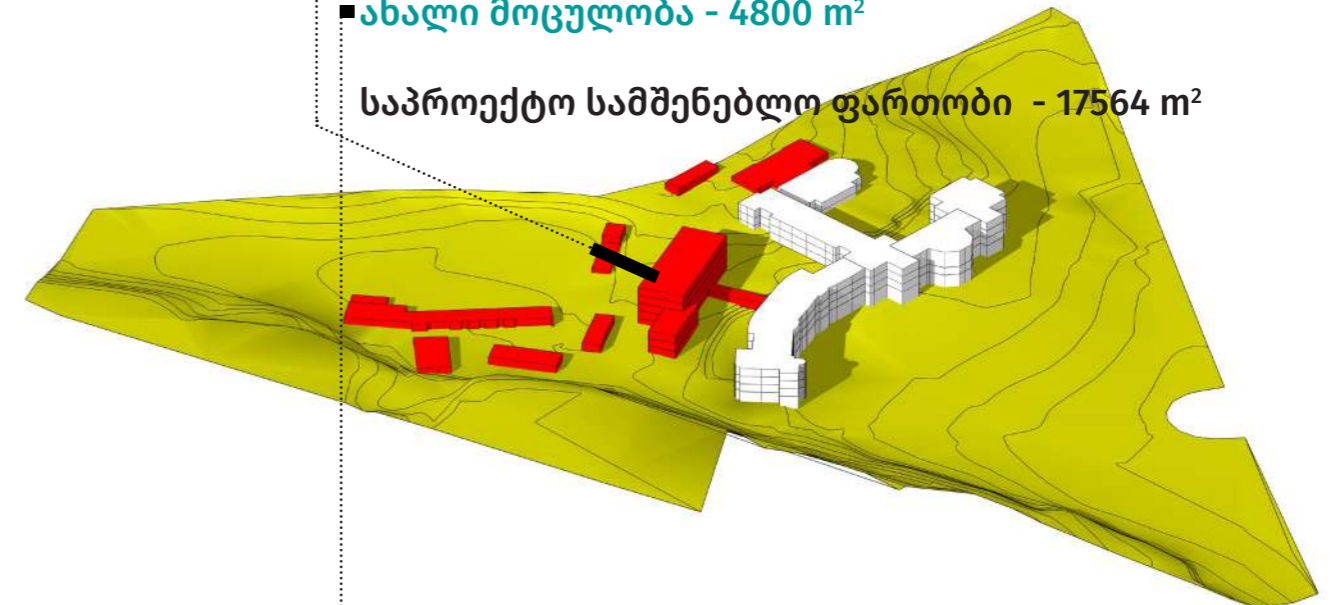 ახალი მოცულობა - 4800 m²
საპროექტო სამშენებლო ფართობი - 17564 m²